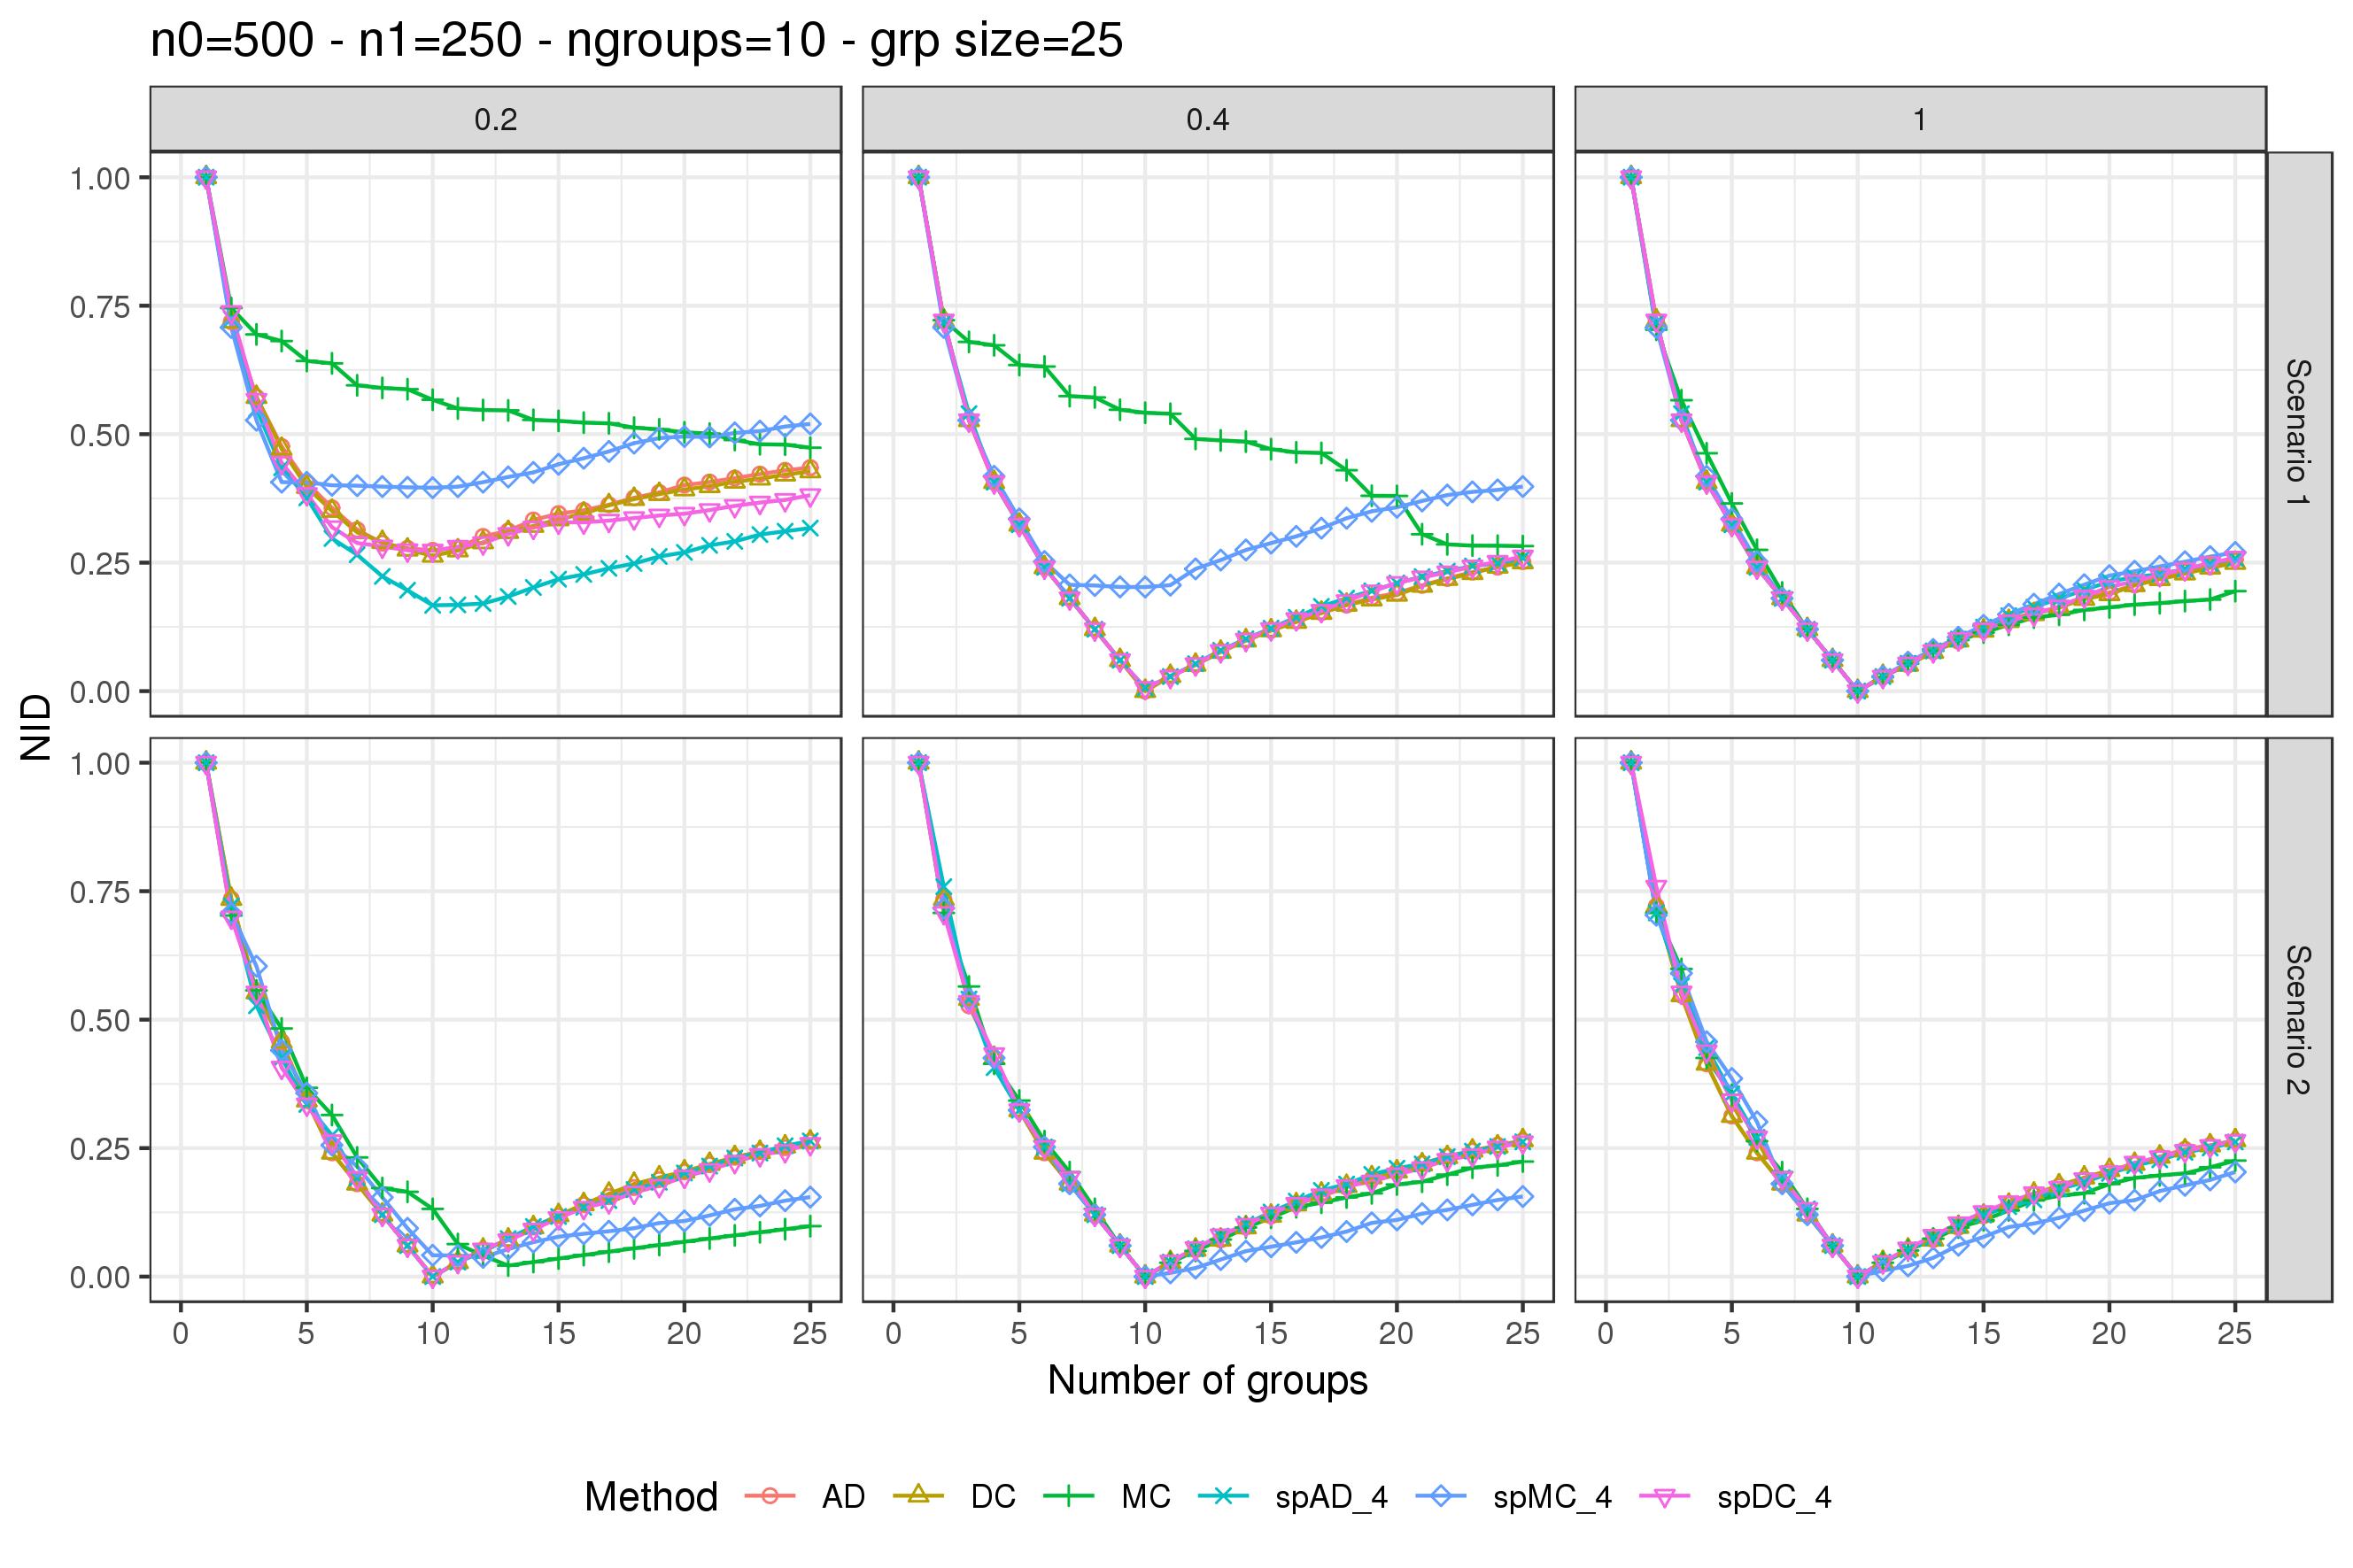 n0=500 - n1=250 - ngroups=10 - grp size=25
0.2 0.4 1
1.00
0.75
0.50
0.25
0.00
Scenario 1
NID
1.00
0.75
0.50
0.25
0.00
Scenario 2
0 5 10 15 20 25 0 5 10 15 20 25 0 5 10 15 20 25
Number of groups
Method AD DC MC spAD_4 spMC_4 spDC_4